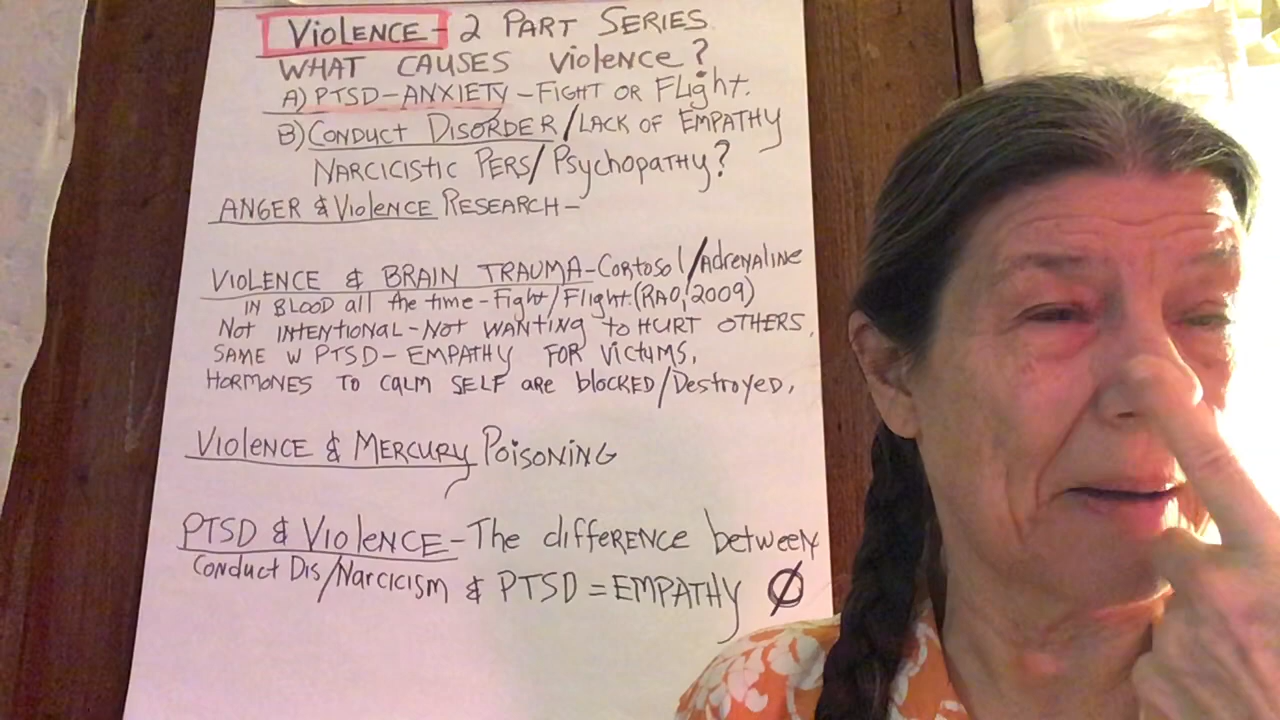 VIOLENCE - 2 PART SERIES
WHAT CAUSES VIOLENCE?
A) PTSD - ANXIETY - FIGHT OR FLIGHT.
B) CONDUCT DISORDER / LACK OF EMPATHY
NARCICISTIC PERS / PSYCHOPATHY?
ANGER & VIOLENCE RESEARCH -
VIOLENCE & BRAIN TRAUMA - CORTOSOL / ADRENALINE
IN BLOOD all the time - Fight / Flight. (RAO, 2009)
NOT INTENTIONAL - NOT WANTING TO HURT OTHERS.
SAME W PTSD - EMPATHY FOR VICTUMS.
HORMONES TO CALM SELF ARE BLOCKED / DESTROYED.
VIOLENCE & MERCURY POISONING
PTSD & VIOLENCE - The difference between
Conduct Dis / Narcicism & PTSD = EMPATHY Ø